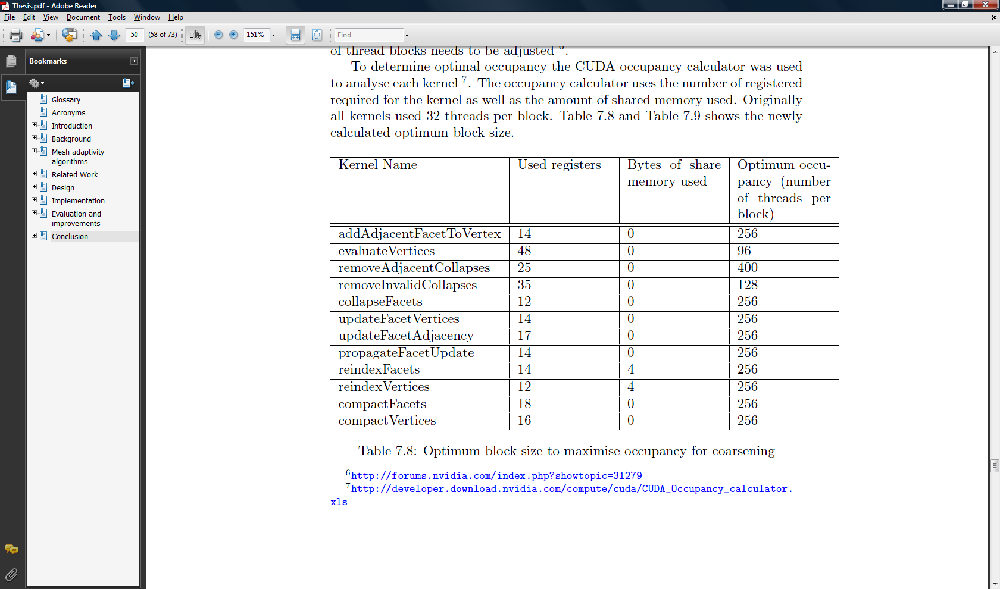 Thesis.pdf - Adobe Reader
File Edit View Document Tools Window Help
50 (58 of 73) 151% Find
Bookmarks
Glossary
Acronyms
Introduction
Background
Mesh adaptivity
algorithms
Related Work
Design
Implementation
Evaluation and
improvements
Conclusion
of thread blocks needs to be adjusted 6.
To determine optimal occupancy the CUDA occupancy calculator was used
to analyse each kernel 7. The occupancy calculator uses the number of registered
required for the kernel as well as the amount of shared memory used. Originally
all kernels used 32 threads per block. Table 7.8 and Table 7.9 shows the newly
calculated optimum block size.
Kernel Name Used registers Bytes of share Optimum occu-
memory used pancy (number
of threads per
block)
addAdjacentFacetToVertex 14 0 256
evaluateVertices 48 0 96
removeAdjacentCollapses 25 0 400
removeInvalidCollapses 35 0 128
collapseFacets 12 0 256
updateFacetVertices 14 0 256
updateFacetAdjacency 17 0 256
propagateFacetUpdate 14 0 256
reindexFacets 14 4 256
reindexVertices 12 4 256
compactFacets 18 0 256
compactVertices 16 0 256
Table 7.8: Optimum block size to maximise occupancy for coarsening
6http://forums.nvidia.com/index.php?showtopic=31279
7http://developer.download.nvidia.com/compute/cuda/CUDA_Occupancy_calculator.
xls